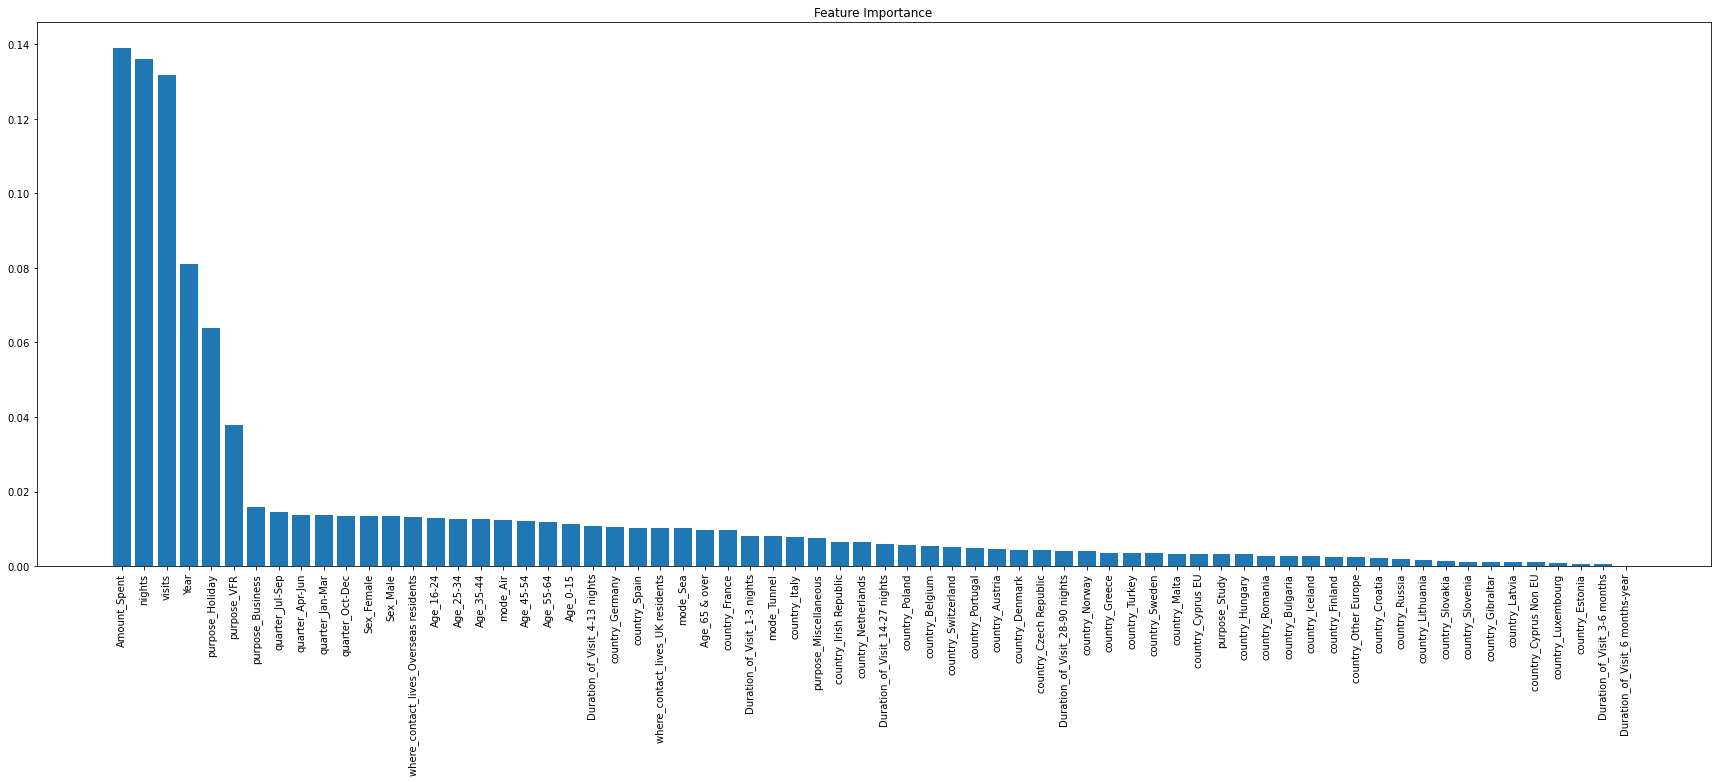 Feature Importance
0.14
0.12
0.10
0.08
0.06
0.04
0.02
0.00
Amount_Spent
nights
visits
Year
purpose_Holiday
purpose_VFR
purpose_Business
quarter_Jul-Sep
quarter_Apr-Jun
quarter_Jan-Mar
quarter_Oct-Dec
Sex_Female
Sex_Male
where_contact_lives_Overseas residents
Age_16-24
Age_25-34
Age_35-44
mode_Air
Age_45-54
Age_55-64
Age_0-15
Duration_of_Visit_4-13 nights
country_Germany
country_Spain
where_contact_lives_UK residents
mode_Sea
Age_65 & over
country_France
Duration_of_Visit_1-3 nights
mode_Tunnel
country_Italy
purpose_Miscellaneous
country_Irish Republic
country_Netherlands
Duration_of_Visit_14-27 nights
country_Poland
country_Belgium
country_Switzerland
country_Portugal
country_Austria
country_Denmark
country_Czech Republic
Duration_of_Visit_28-90 nights
country_Norway
country_Greece
country_Turkey
country_Sweden
country_Malta
country_Cyprus EU
purpose_Study
country_Hungary
country_Romania
country_Bulgaria
country_Iceland
country_Finland
country_Other Europe
country_Croatia
country_Russia
country_Lithuania
country_Slovakia
country_Slovenia
country_Gibraltar
country_Latvia
country_Cyprus Non EU
country_Luxembourg
country_Estonia
Duration_of_Visit_3-6 months
Duration_of_Visit_6 months-year